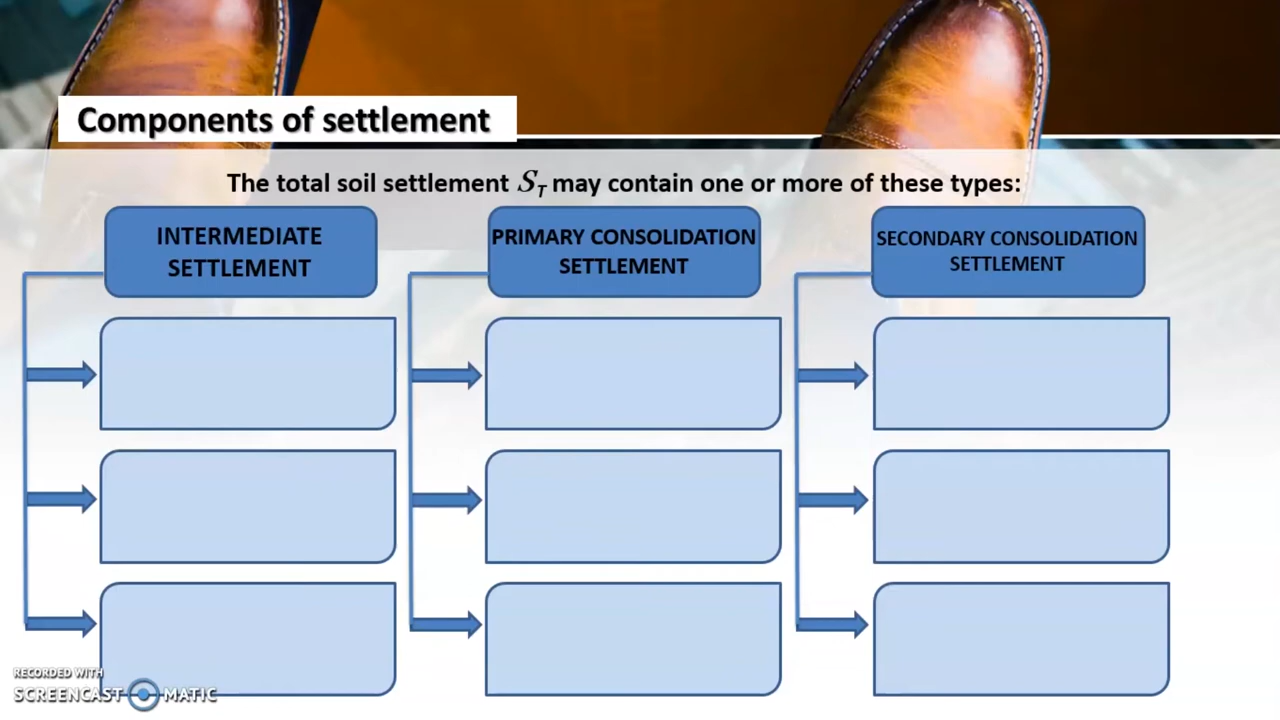 Components of settlement
The total soil settlement S_T may contain one or more of these types:
INTERMEDIATE
SETTLEMENT
PRIMARY CONSOLIDATION
SETTLEMENT
SECONDARY CONSOLIDATION
SETTLEMENT
RECORDED WITH
SCREENCAST MATIC